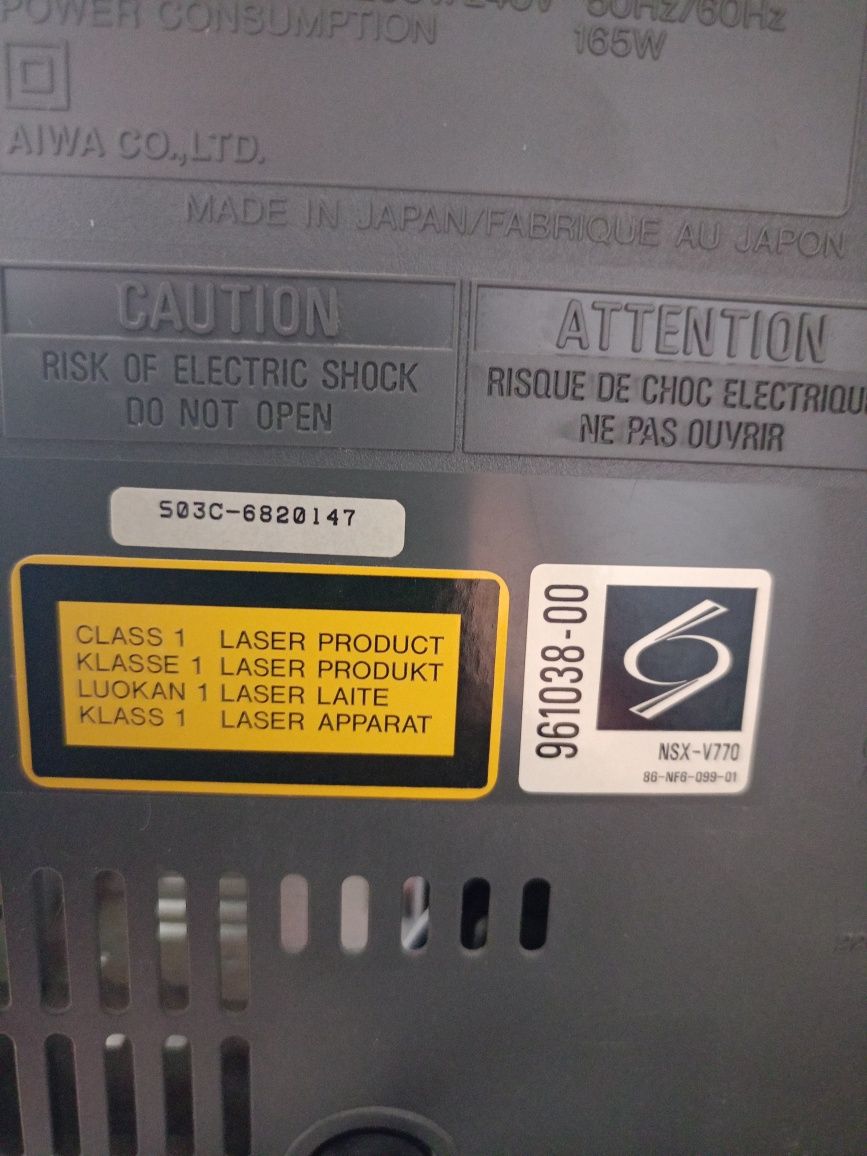 POWER CONSUMPTION 165W
AIWA CO.,LTD.
MADE IN JAPAN/FABRIQUE AU JAPON
CAUTION
RISK OF ELECTRIC SHOCK
DO NOT OPEN
ATTENTION
RISQUE DE CHOC ELECTRIQUE
NE PAS OUVRIR
S03C-6820147
CLASS 1 LASER PRODUCT
KLASSE 1 LASER PRODUKT
LUOKAN 1 LASER LAITE
KLASS 1 LASER APPARAT
961038-00
NSX-V770
86-NF6-099-01